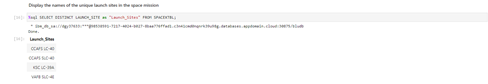 Display the names of the unique launch sites in the space mission
%sql SELECT DISTINCT LAUNCH_SITE as "Launch_Sites" FROM SPACEXTBL;
Done.
Launch_Sites
CCAFS LC-40
CCAFS SLC-40
KSC LC-39A
VAFB SLC-4E